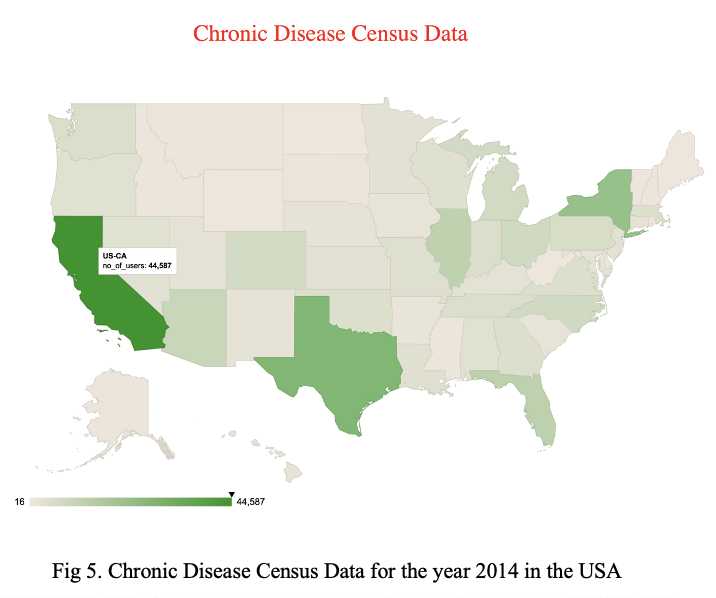 Chronic Disease Census Data
US-CA
no_of_users: 44,587
16
44,587
Fig 5. Chronic Disease Census Data for the year 2014 in the USA